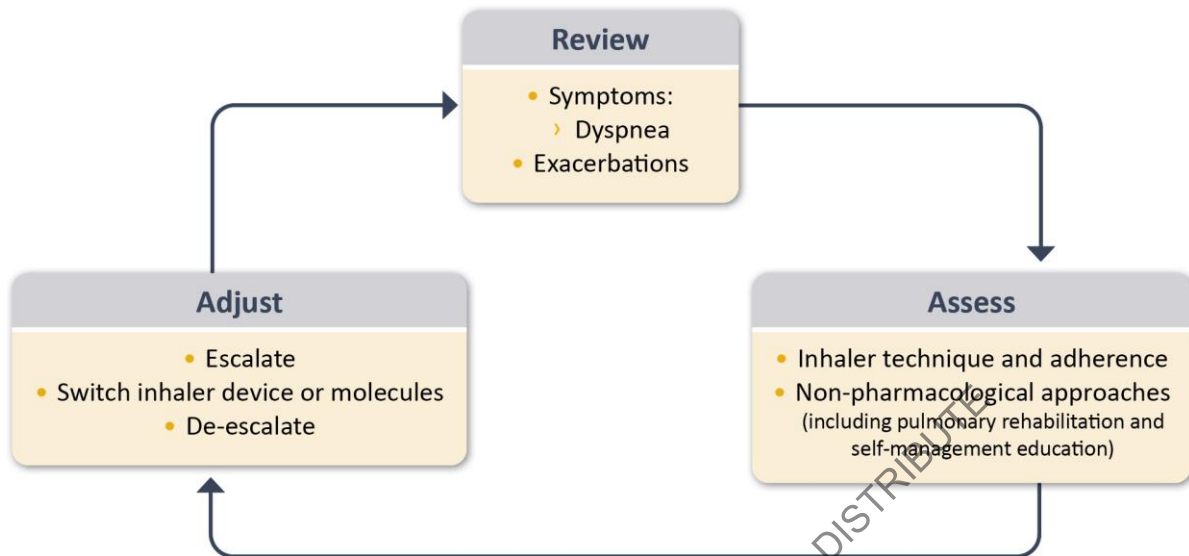 Review
• Symptoms:
› Dyspnea
• Exacerbations
Adjust
• Escalate
• Switch inhaler device or molecules
• De-escalate
Assess
• Inhaler technique and adherence
• Non-pharmacological approaches
(including pulmonary rehabilitation and
self-management education)
DISTRIBUTE